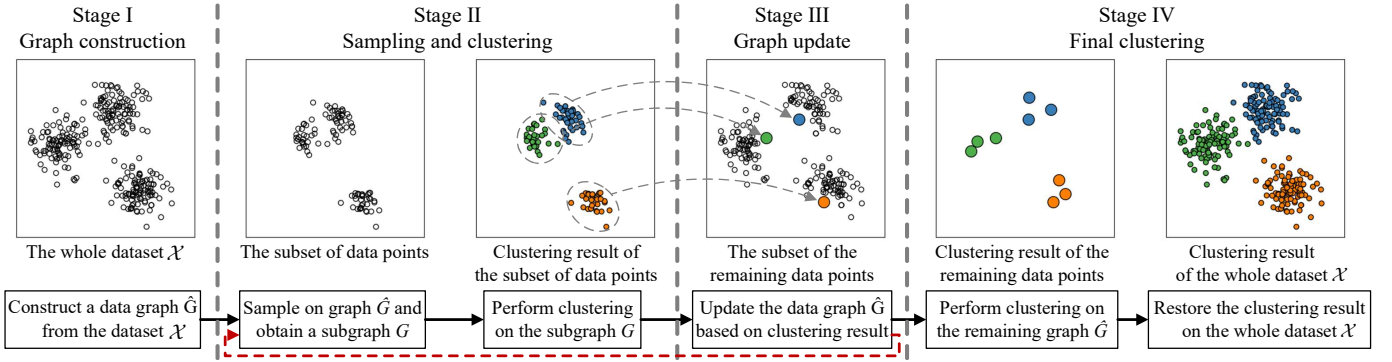 Stage I
Graph construction
Stage II
Sampling and clustering
Stage III
Graph update
Stage IV
Final clustering
The whole dataset 𝒳
The subset of data points
Clustering result of
the subset of data points
The subset of the
remaining data points
Clustering result of the
remaining data points
Clustering result
of the whole dataset 𝒳
Construct a data graph Ĝ
from the dataset 𝒳
Sample on graph Ĝ and
obtain a subgraph G
Perform clustering
on the subgraph G
Update the data graph Ĝ
based on clustering result
Perform clustering on
the remaining graph Ĝ
Restore the clustering result
on the whole dataset 𝒳